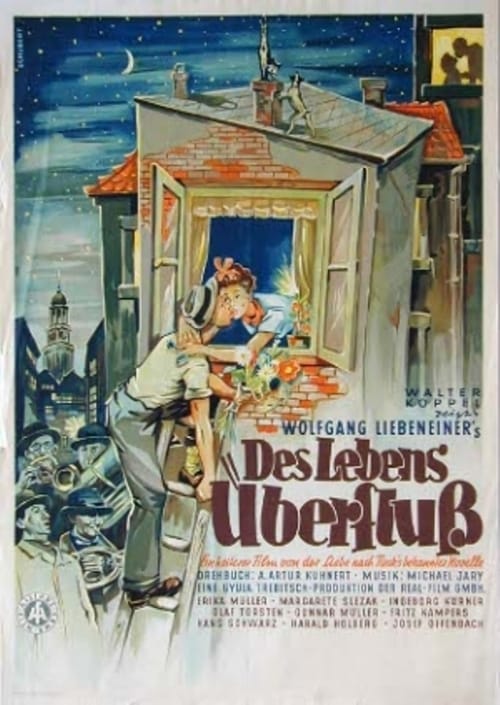 SCHUBERT
WALTER
KOPPEL
zeigt
WOLFGANG LIEBENEINER's
Des Lebens
Überfluß
Ein heiterer Film von der Liebe nach Tieck's bekannter Novelle
DREHBUCH: A. ARTUR KUHNERT · MUSIK: MICHAEL JARY
EINE GYULA TREBITSCH-PRODUKTION DER REAL-FILM GMBH.
ERIKA MÜLLER · MARGARETE SLEZAK · INGEBORG KÖRNER
OLAF TORSTEN · GUNNAR MÖLLER · FRITZ KAMPERS
HANS SCHWARZ · HARALD HOLBERG · JOSEF OFFENBACH